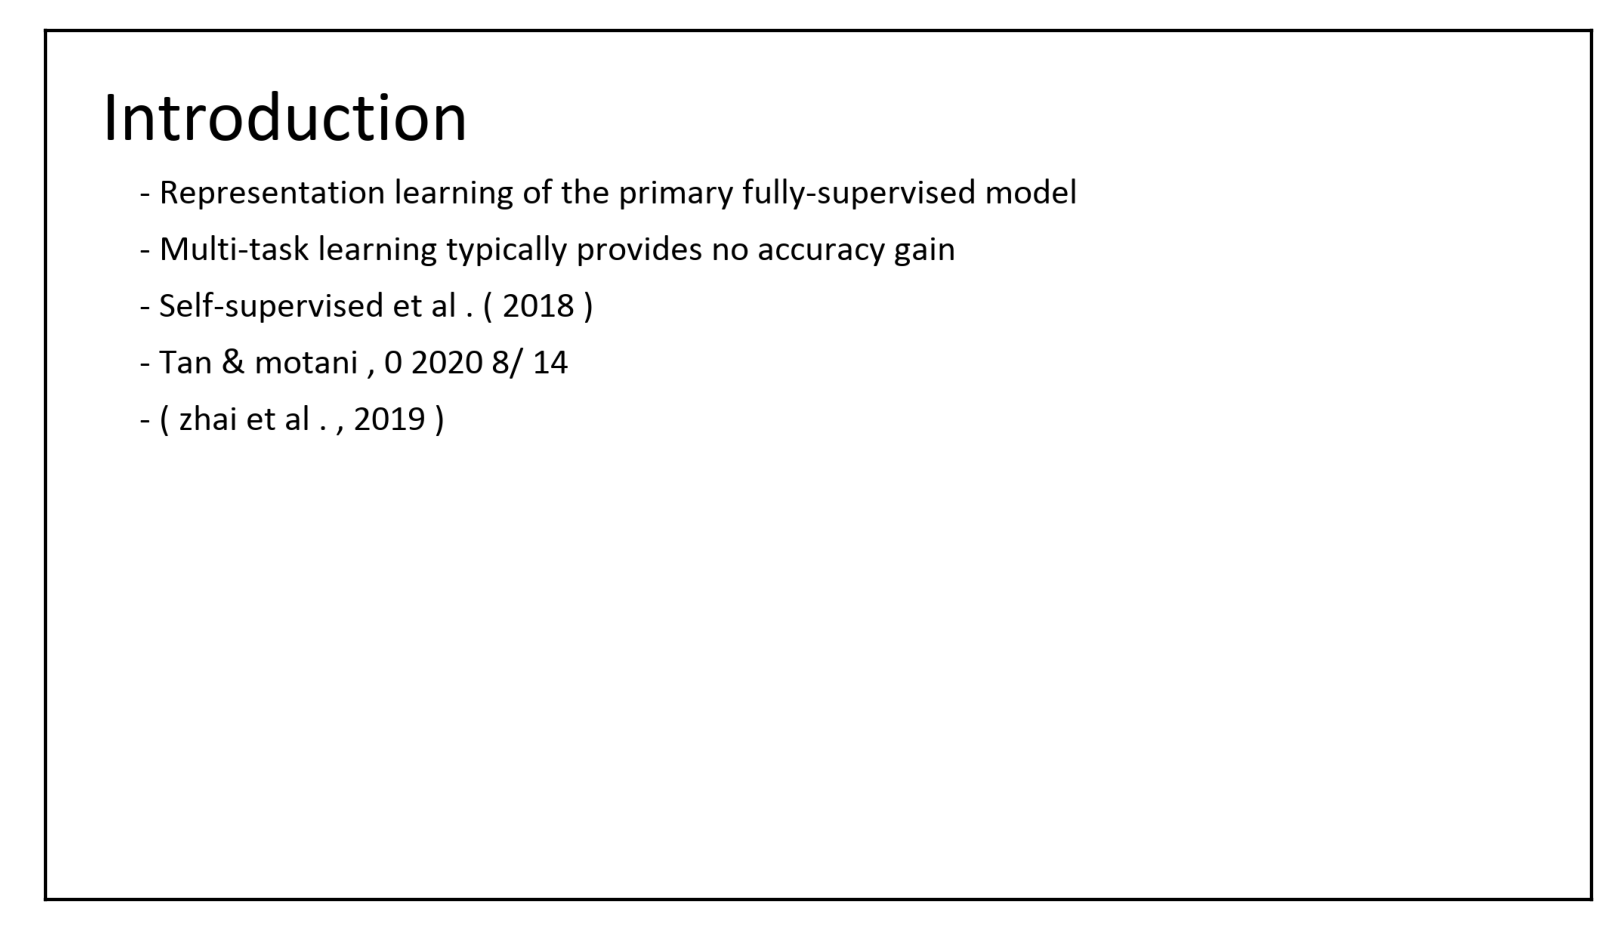 Introduction
- Representation learning of the primary fully-supervised model
- Multi-task learning typically provides no accuracy gain
- Self-supervised et al . ( 2018 )
- Tan & motani , 0 2020 8/ 14
- ( zhai et al . , 2019 )